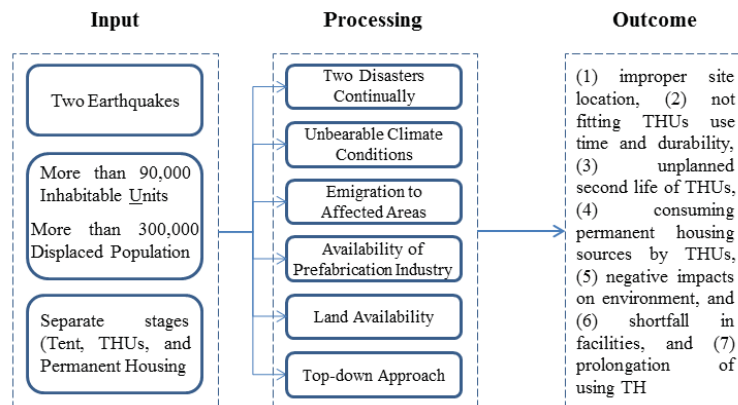 Input
Processing
Outcome
Two Earthquakes
More than 90,000
Inhabitable Units
More than 300,000
Displaced Population
Separate stages
(Tent, THUs, and
Permanent Housing
Two Disasters
Continually
Unbearable Climate
Conditions
Emigration to
Affected Areas
Availability of
Prefabrication Industry
Land Availability
Top-down Approach
(1) improper site
location, (2) not
fitting THUs use
time and durability,
(3) unplanned
second life of THUs,
(4) consuming
permanent housing
sources by THUs,
(5) negative impacts
on environment, and
(6) shortfall in
facilities, and (7)
prolongation of
using TH